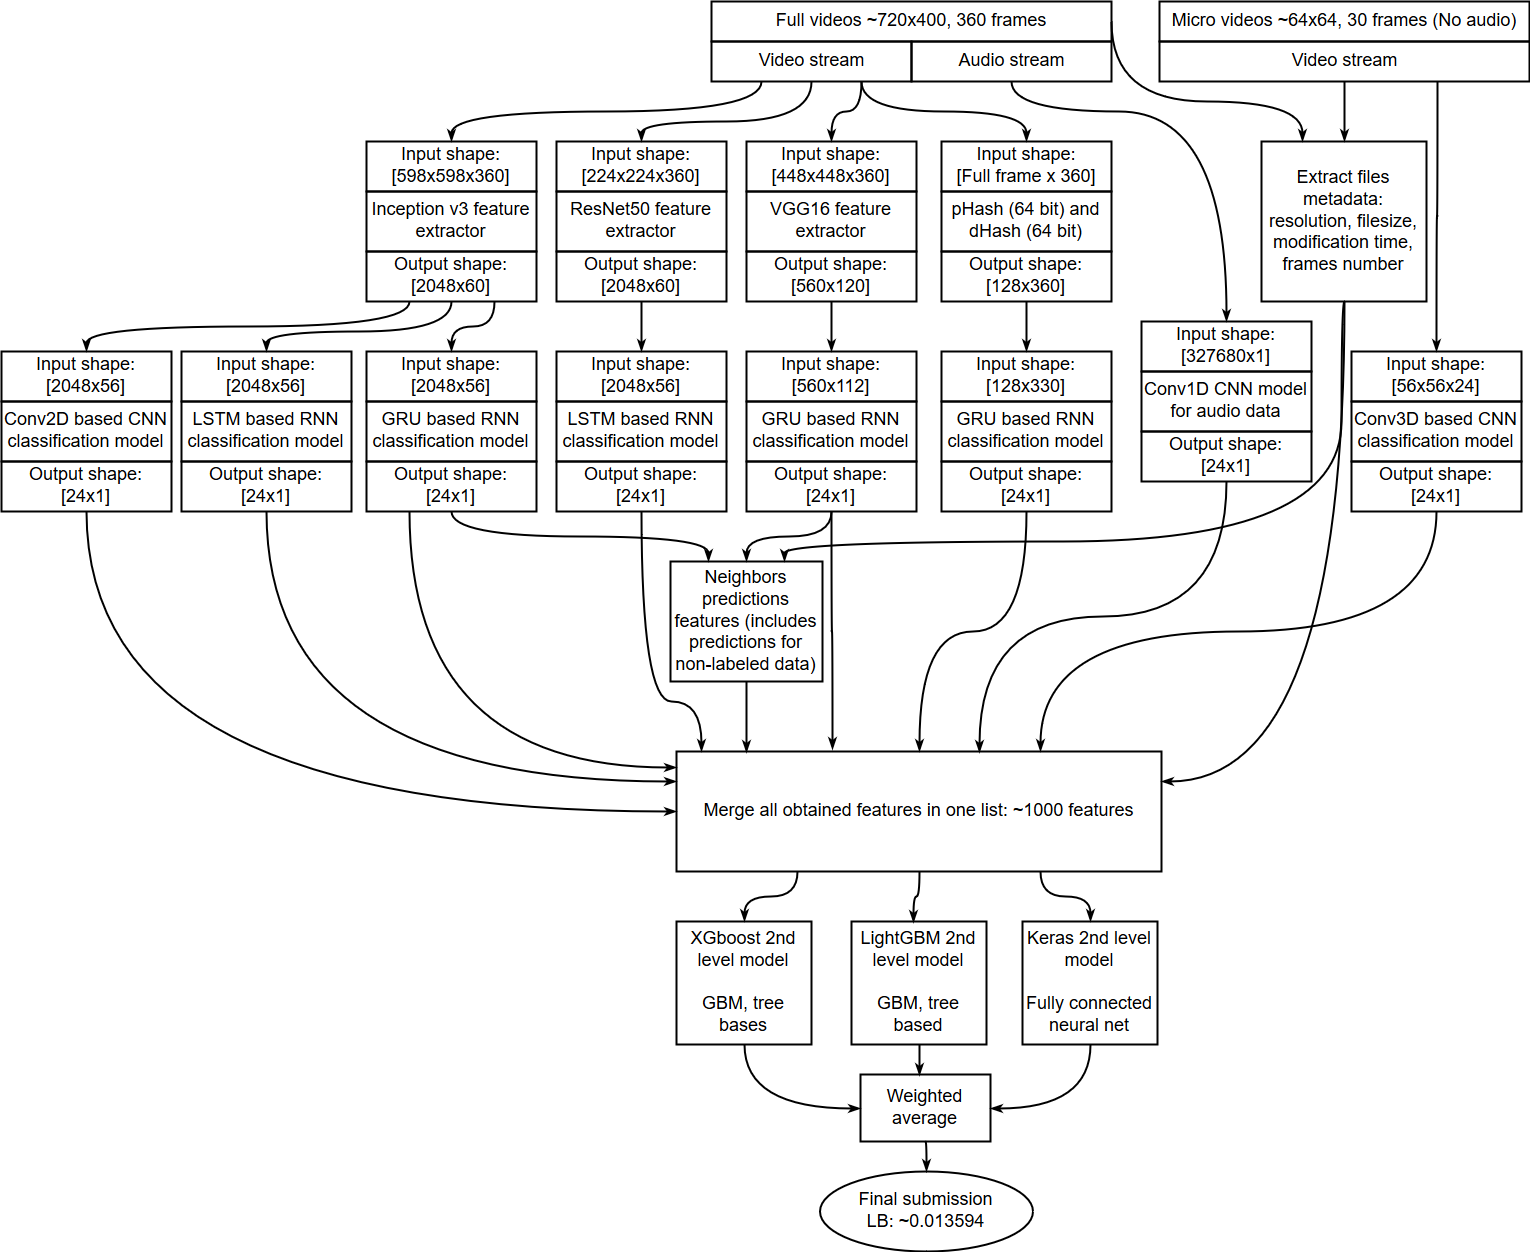 Full videos ~720x400, 360 frames
Video stream
Audio stream
Micro videos ~64x64, 30 frames (No audio)
Video stream
Input shape:
[598x598x360]
Inception v3 feature
extractor
Output shape:
[2048x60]
Input shape:
[224x224x360]
ResNet50 feature
extractor
Output shape:
[2048x60]
Input shape:
[448x448x360]
VGG16 feature
extractor
Output shape:
[560x120]
Input shape:
[Full frame x 360]
pHash (64 bit) and
dHash (64 bit)
Output shape:
[128x360]
Extract files
metadata:
resolution, filesize,
modification time,
frames number
Input shape:
[2048x56]
Conv2D based CNN
classification model
Output shape:
[24x1]
Input shape:
[2048x56]
LSTM based RNN
classification model
Output shape:
[24x1]
Input shape:
[2048x56]
GRU based RNN
classification model
Output shape:
[24x1]
Input shape:
[2048x56]
LSTM based RNN
classification model
Output shape:
[24x1]
Input shape:
[560x112]
GRU based RNN
classification model
Output shape:
[24x1]
Input shape:
[128x330]
GRU based RNN
classification model
Output shape:
[24x1]
Input shape:
[327680x1]
Conv1D CNN model
for audio data
Output shape:
[24x1]
Input shape:
[56x56x24]
Conv3D based CNN
classification model
Output shape:
[24x1]
Neighbors
predictions
features (includes
predictions for
non-labeled data)
Merge all obtained features in one list: ~1000 features
XGboost 2nd
level model
GBM, tree
bases
LightGBM 2nd
level model
GBM, tree
based
Keras 2nd level
model
Fully connected
neural net
Weighted
average
Final submission
LB: ~0.013594